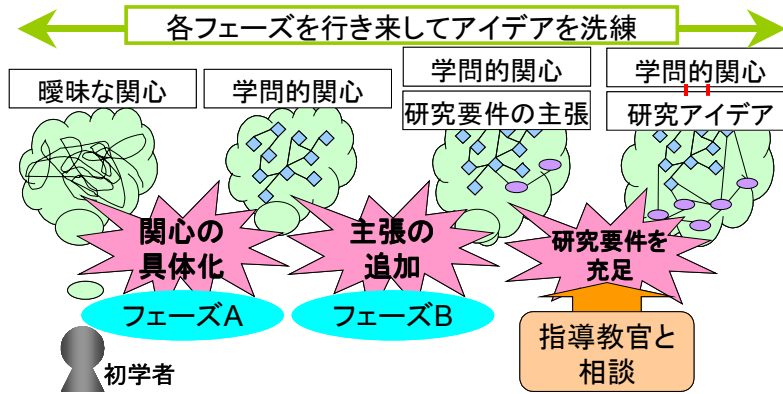 各フェーズを行き来してアイデアを洗練
曖昧な関心
学問的関心
学問的関心
研究要件の主張
学問的関心
研究アイデア
関心の
具体化
主張の
追加
研究要件を
充足
フェーズA
フェーズB
指導教官と
相談
初学者